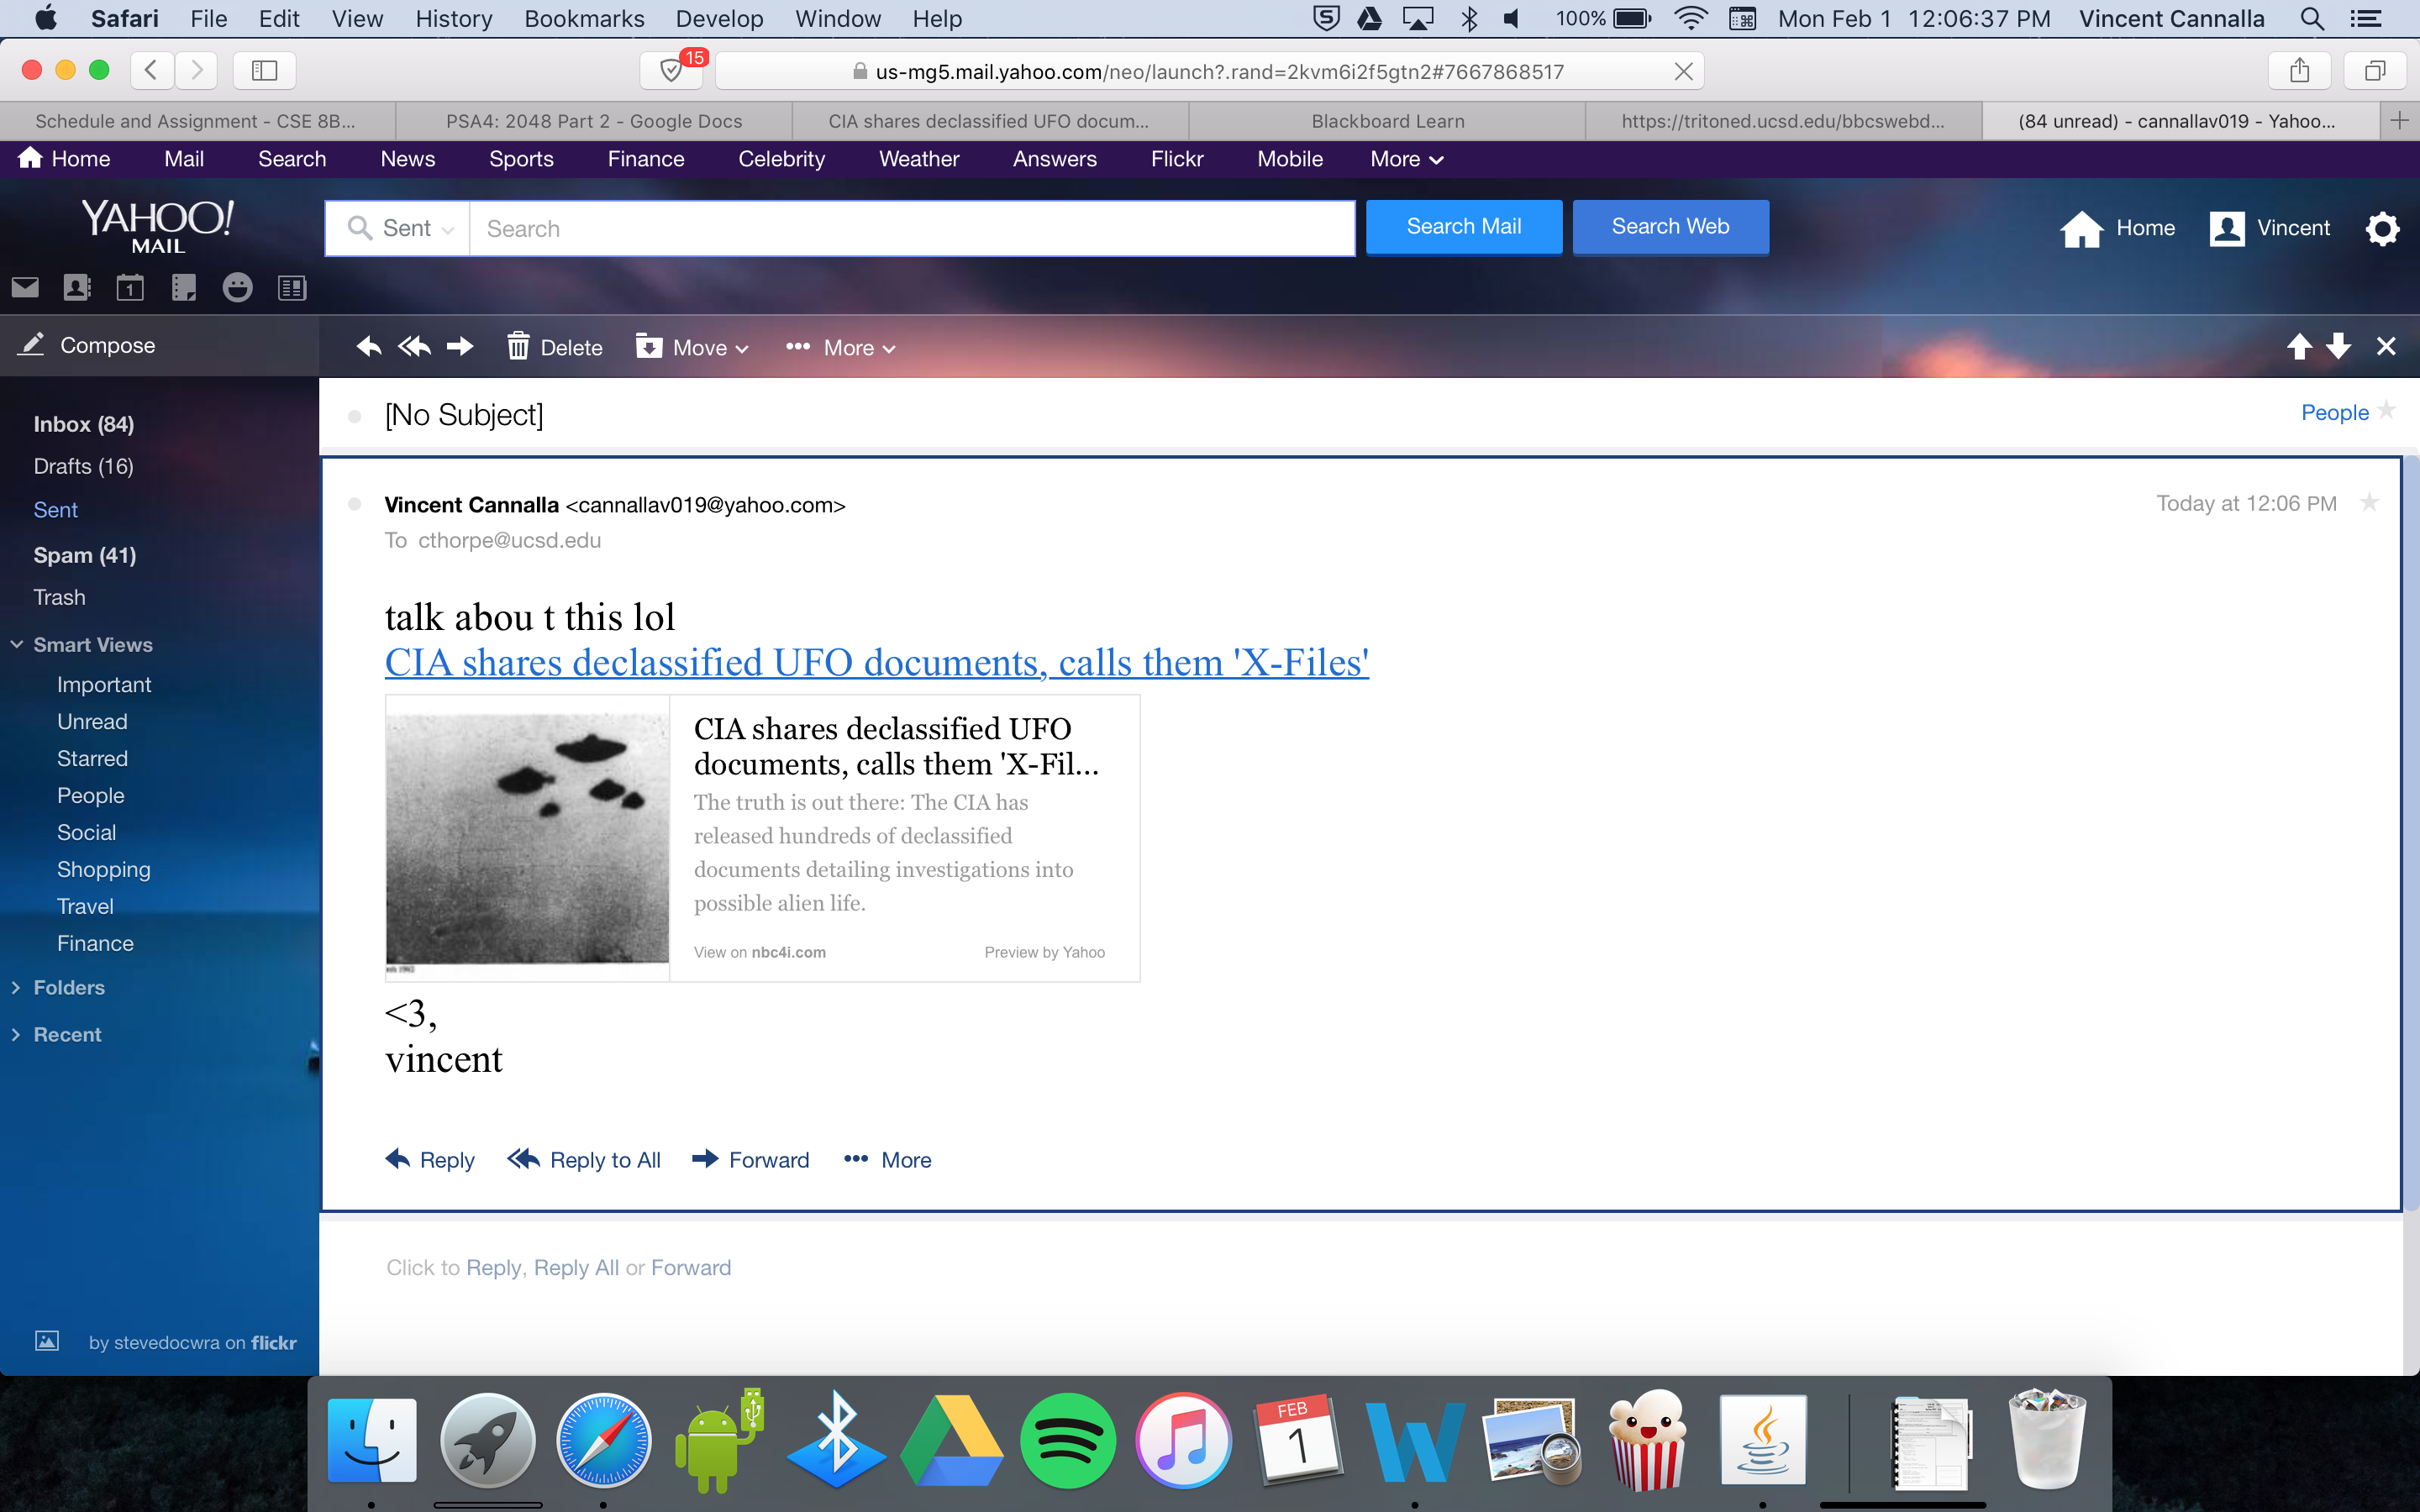 Safari File Edit View History Bookmarks Develop Window Help 100% Mon Feb 1 12:06:37 PM Vincent Cannalla
15
us-mg5.mail.yahoo.com/neo/launch?.rand=2kvm6i2f5gtn2#7667868517
Schedule and Assignment - CSE 8B... PSA4: 2048 Part 2 - Google Docs CIA shares declassified UFO docum... Blackboard Learn https://tritoned.ucsd.edu/bbcswebd... (84 unread) - cannallav019 - Yahoo...
Home Mail Search News Sports Finance Celebrity Weather Answers Flickr Mobile More
YAHOO!
MAIL
Sent Search Search Mail Search Web Home Vincent
1
Compose Delete Move More
Inbox (84)
Drafts (16)
Sent
Spam (41)
Trash
Smart Views
Important
Unread
Starred
People
Social
Shopping
Travel
Finance
Folders
Recent
by stevedocwra on flickr
[No Subject] People
Vincent Cannalla <cannallav019@yahoo.com> Today at 12:06 PM
To cthorpe@ucsd.edu
talk abou t this lol
CIA shares declassified UFO documents, calls them 'X-Files'
CIA shares declassified UFO
documents, calls them 'X-Fil...
The truth is out there: The CIA has
released hundreds of declassified
documents detailing investigations into
possible alien life.
View on nbc4i.com Preview by Yahoo
<3,
vincent
Reply Reply to All Forward More
Click to Reply, Reply All or Forward
FEB
1